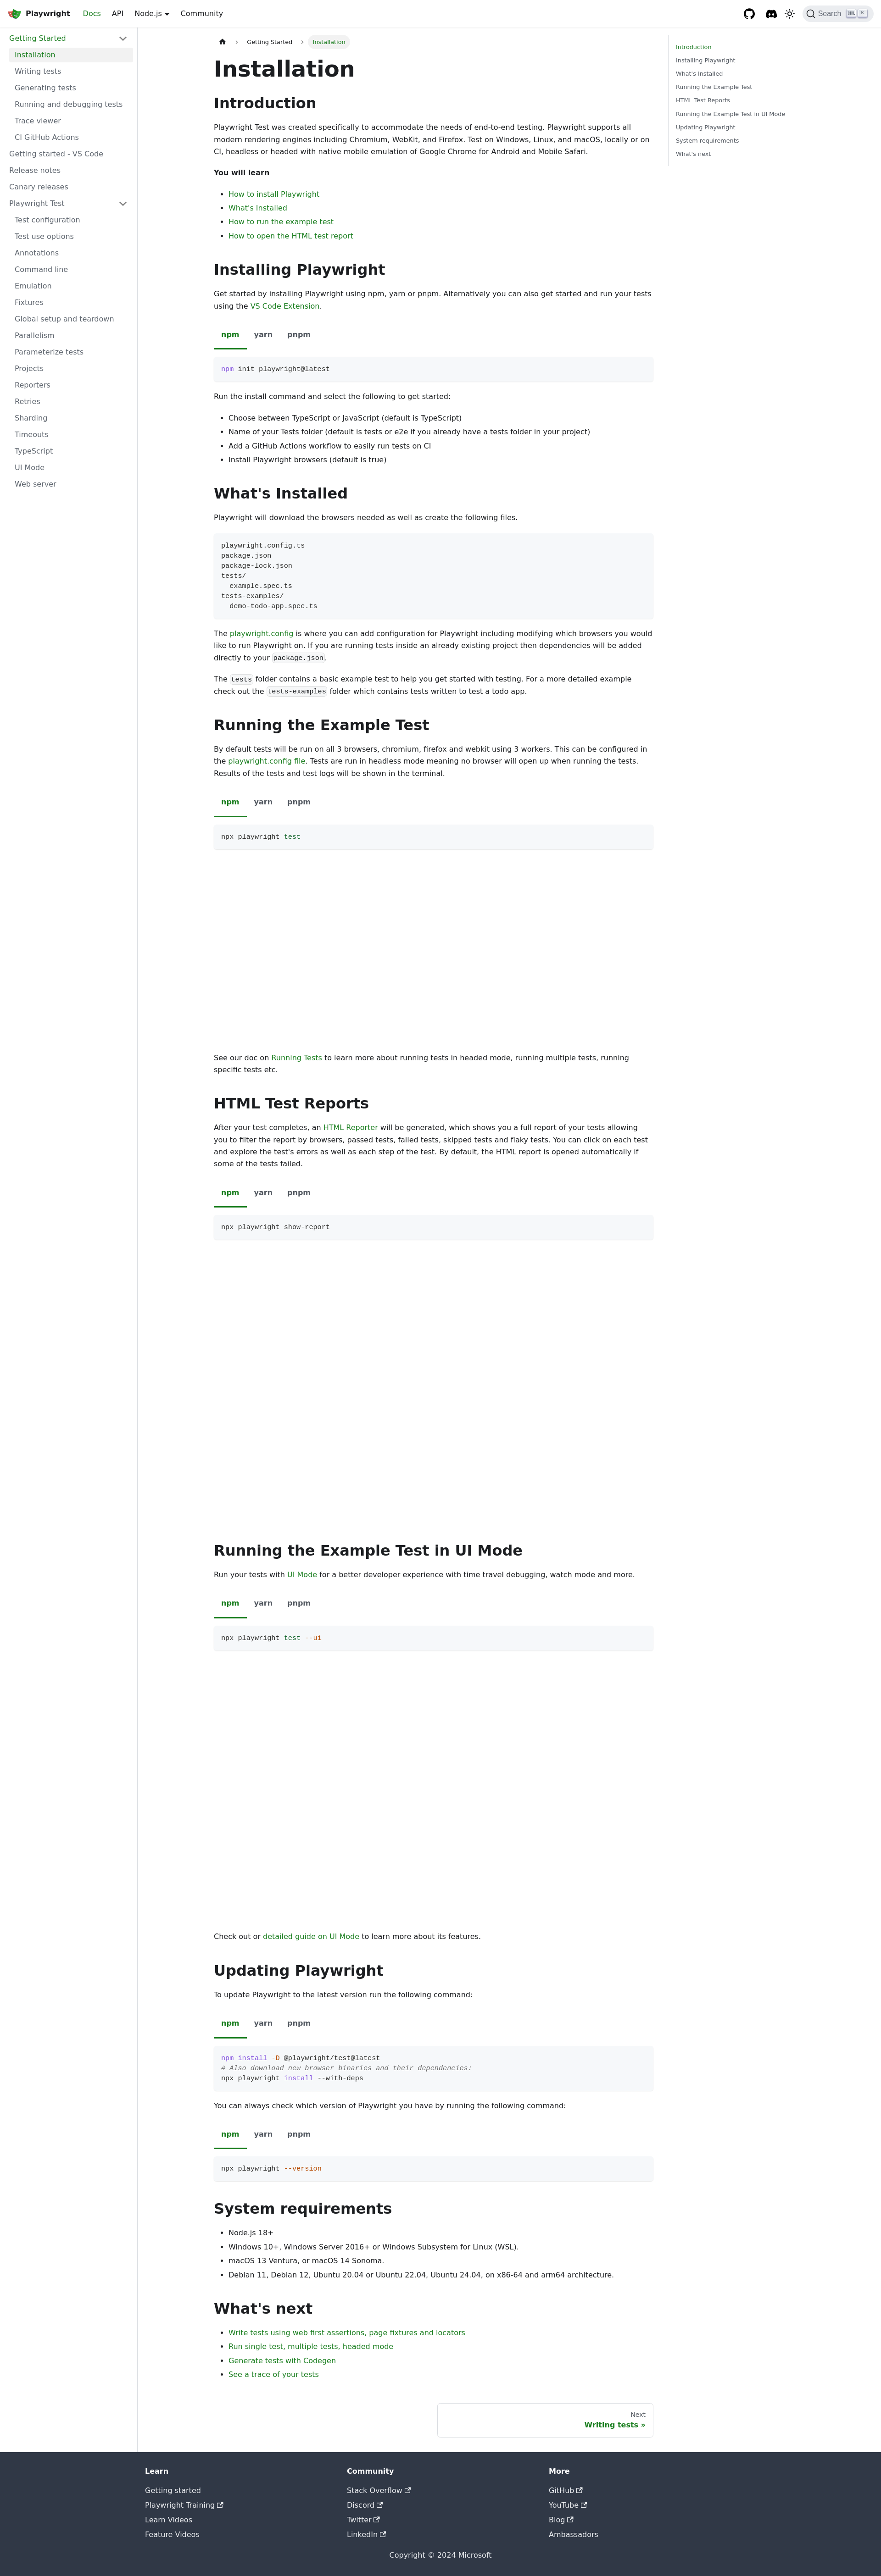 Playwright Docs API Node.js Community Search Ctrl K
Getting Started
Installation
Writing tests
Generating tests
Running and debugging tests
Trace viewer
CI GitHub Actions
Getting started - VS Code
Release notes
Canary releases
Playwright Test
Test configuration
Test use options
Annotations
Command line
Emulation
Fixtures
Global setup and teardown
Parallelism
Parameterize tests
Projects
Reporters
Retries
Sharding
Timeouts
TypeScript
UI Mode
Web server
Getting Started Installation
Installation
Introduction
Playwright Test was created specifically to accommodate the needs of end-to-end testing. Playwright supports all
modern rendering engines including Chromium, WebKit, and Firefox. Test on Windows, Linux, and macOS, locally or on
CI, headless or headed with native mobile emulation of Google Chrome for Android and Mobile Safari.
You will learn
How to install Playwright
What's Installed
How to run the example test
How to open the HTML test report
Installing Playwright
Get started by installing Playwright using npm, yarn or pnpm. Alternatively you can also get started and run your tests
using the VS Code Extension.
npm yarn pnpm
npm init playwright@latest
Run the install command and select the following to get started:
Choose between TypeScript or JavaScript (default is TypeScript)
Name of your Tests folder (default is tests or e2e if you already have a tests folder in your project)
Add a GitHub Actions workflow to easily run tests on CI
Install Playwright browsers (default is true)
What's Installed
Playwright will download the browsers needed as well as create the following files.
playwright.config.ts
package.json
package-lock.json
tests/
example.spec.ts
tests-examples/
demo-todo-app.spec.ts
The playwright.config is where you can add configuration for Playwright including modifying which browsers you would
like to run Playwright on. If you are running tests inside an already existing project then dependencies will be added
directly to your package.json.
The tests folder contains a basic example test to help you get started with testing. For a more detailed example
check out the tests-examples folder which contains tests written to test a todo app.
Running the Example Test
By default tests will be run on all 3 browsers, chromium, firefox and webkit using 3 workers. This can be configured in
the playwright.config file. Tests are run in headless mode meaning no browser will open up when running the tests.
Results of the tests and test logs will be shown in the terminal.
npm yarn pnpm
npx playwright test
See our doc on Running Tests to learn more about running tests in headed mode, running multiple tests, running
specific tests etc.
HTML Test Reports
After your test completes, an HTML Reporter will be generated, which shows you a full report of your tests allowing
you to filter the report by browsers, passed tests, failed tests, skipped tests and flaky tests. You can click on each test
and explore the test's errors as well as each step of the test. By default, the HTML report is opened automatically if
some of the tests failed.
npm yarn pnpm
npx playwright show-report
Running the Example Test in UI Mode
Run your tests with UI Mode for a better developer experience with time travel debugging, watch mode and more.
npm yarn pnpm
npx playwright test --ui
Check out or detailed guide on UI Mode to learn more about its features.
Updating Playwright
To update Playwright to the latest version run the following command:
npm yarn pnpm
npm install -D @playwright/test@latest
# Also download new browser binaries and their dependencies:
npx playwright install --with-deps
You can always check which version of Playwright you have by running the following command:
npm yarn pnpm
npx playwright --version
System requirements
Node.js 18+
Windows 10+, Windows Server 2016+ or Windows Subsystem for Linux (WSL).
macOS 13 Ventura, or macOS 14 Sonoma.
Debian 11, Debian 12, Ubuntu 20.04 or Ubuntu 22.04, Ubuntu 24.04, on x86-64 and arm64 architecture.
What's next
Write tests using web first assertions, page fixtures and locators
Run single test, multiple tests, headed mode
Generate tests with Codegen
See a trace of your tests
Next
Writing tests »
Introduction
Installing Playwright
What's Installed
Running the Example Test
HTML Test Reports
Running the Example Test in UI Mode
Updating Playwright
System requirements
What's next
Learn
Getting started
Playwright Training
Learn Videos
Feature Videos
Community
Stack Overflow
Discord
Twitter
LinkedIn
More
GitHub
YouTube
Blog
Ambassadors
Copyright © 2024 Microsoft